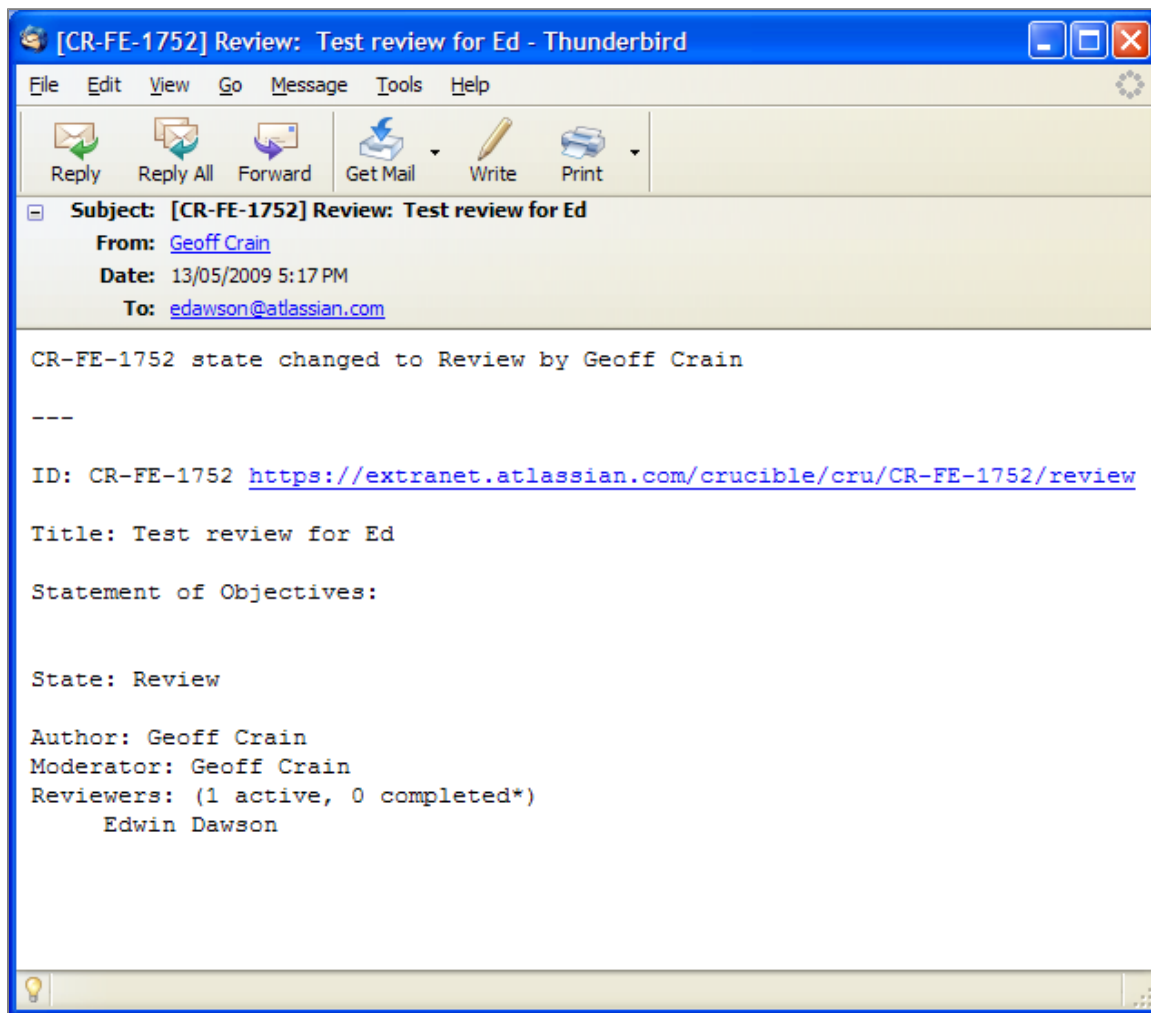 [CR-FE-1752] Review:  Test review for Ed - Thunderbird
File Edit View Go Message Tools Help
Reply Reply All Forward Get Mail Write Print
Subject: [CR-FE-1752] Review:  Test review for Ed
From: Geoff Crain
Date: 13/05/2009 5:17 PM
To: edawson@atlassian.com
CR-FE-1752 state changed to Review by Geoff Crain
---
ID: CR-FE-1752 https://extranet.atlassian.com/crucible/cru/CR-FE-1752/review
Title: Test review for Ed
Statement of Objectives:
State: Review
Author: Geoff Crain
Moderator: Geoff Crain
Reviewers: (1 active, 0 completed*)
Edwin Dawson